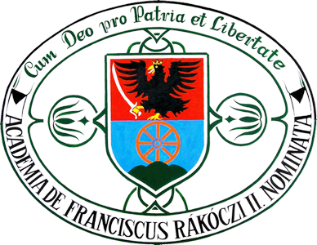 Cum Deo pro Patria et Libertate
ACADEMIA DE FRANCISCUS RÁKÓCZI II. NOMINATA